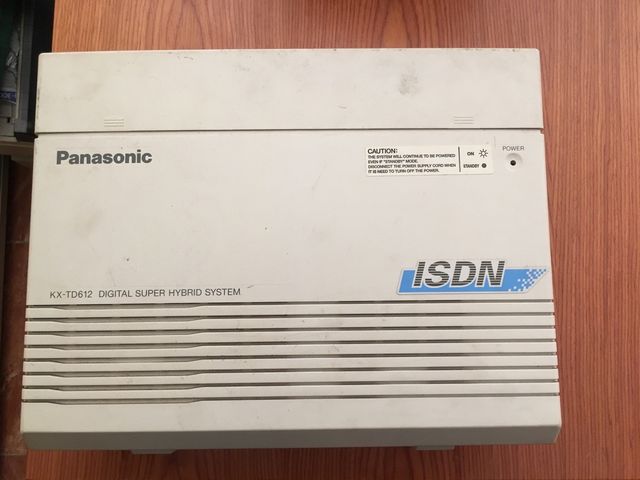 Panasonic
CAUTION:
THE SYSTEM WILL CONTINUE TO BE POWERED
EVEN IF "STANDBY" MODE.
DISCONNECT THE POWER SUPPLY CORD WHEN
IT IS NEED TO TURN OFF THE POWER.
ON
STANDBY
POWER
ISDN
KX-TD612 DIGITAL SUPER HYBRID SYSTEM